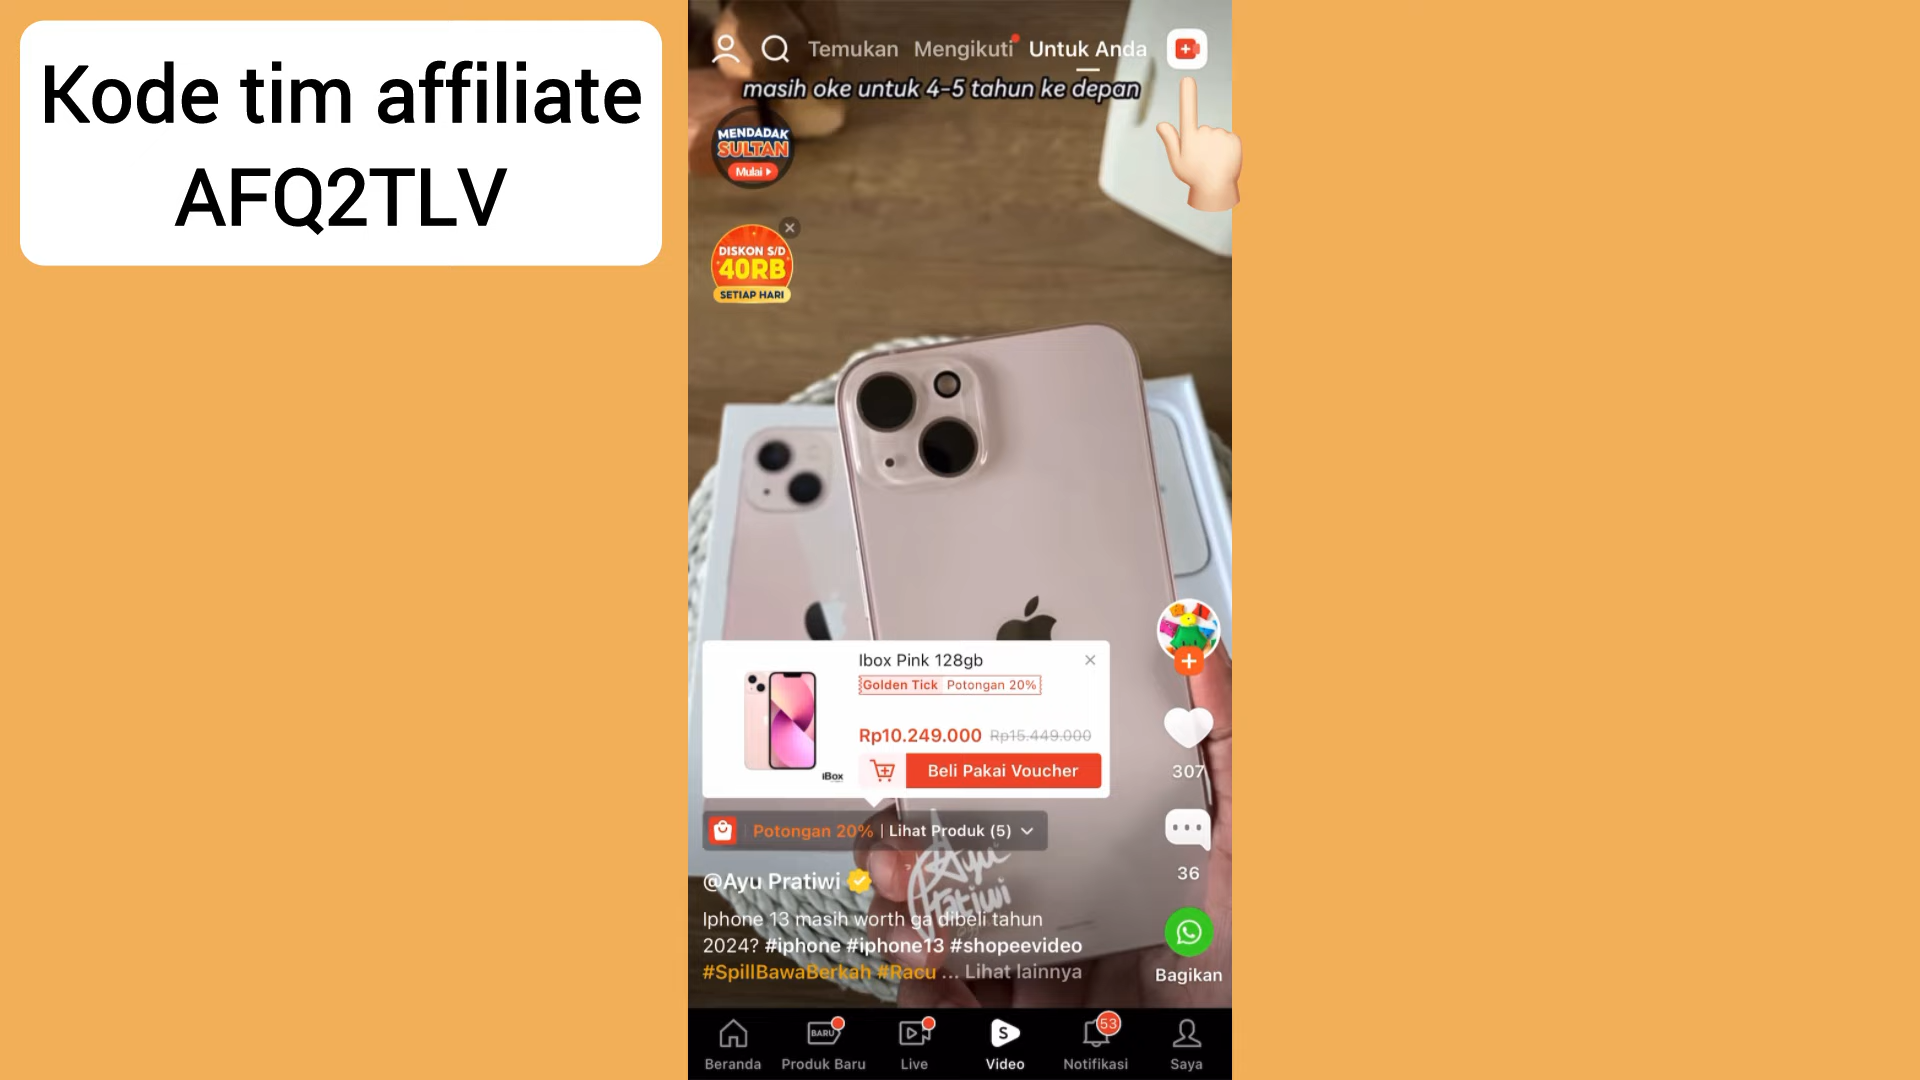 Kode tim affiliate
AFQ2TLV
Temukan Mengikuti Untuk Anda
masih oke untuk 4-5 tahun ke depan
MENDADAK
SULTAN
Mulai
DISKON S/D
40RB
SETIAP HARI
Ibox Pink 128gb
Golden Tick Potongan 20%
Rp10.249.000 Rp15.449.000
iBox
Beli Pakai Voucher
307
Potongan 20% | Lihat Produk (5)
36
Ayu
Pratiwi
@Ayu Pratiwi
Iphone 13 masih worth ga dibeli tahun
2024? #iphone #iphone13 #shopeevideo
#SpillBawaBerkah #Racu ... Lihat lainnya
Bagikan
BARU
S
53
Beranda Produk Baru Live Video Notifikasi Saya